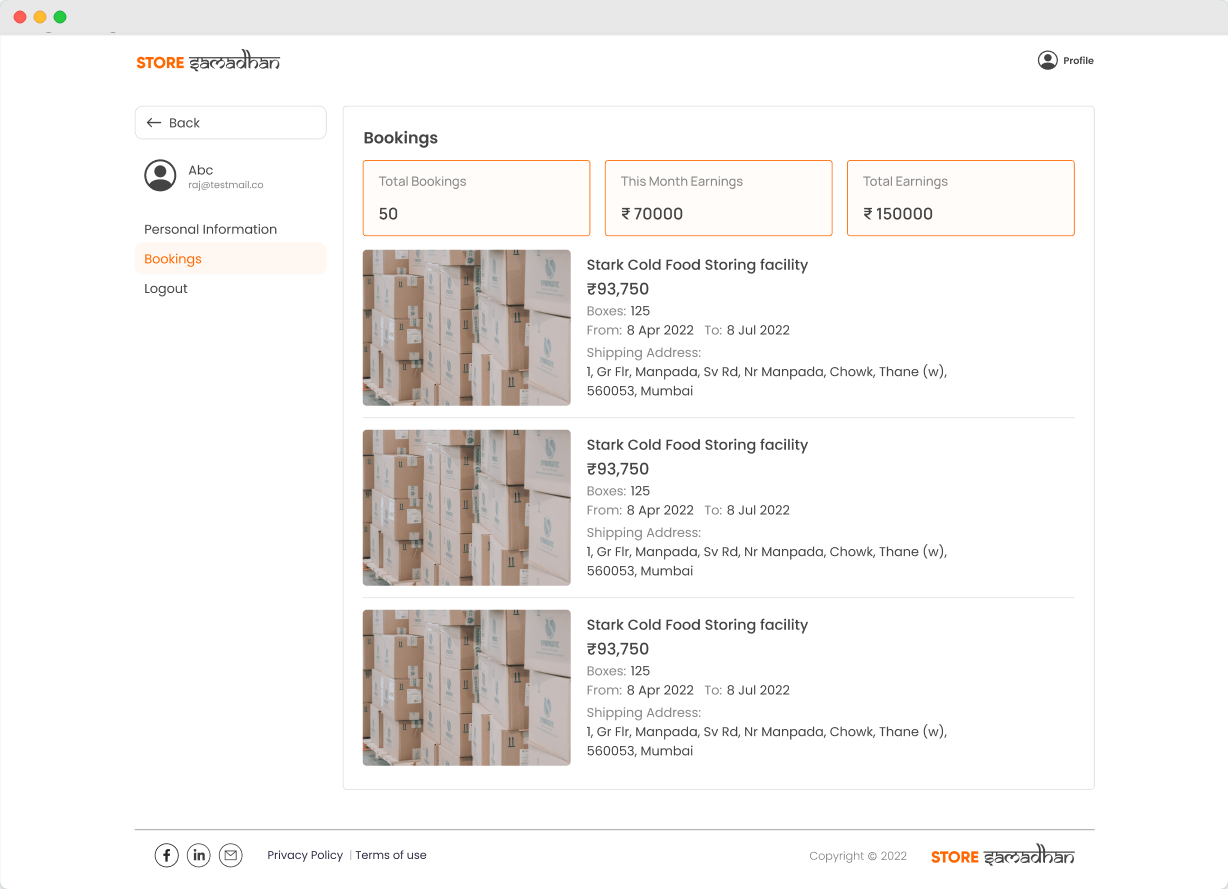 STORE samadhan
Profile
Back
Abc
raj@testmail.co
Personal Information
Bookings
Logout
Bookings
Total Bookings
50
This Month Earnings
₹ 70000
Total Earnings
₹ 150000
Stark Cold Food Storing facility
₹93,750
Boxes: 125
From: 8 Apr 2022 To: 8 Jul 2022
Shipping Address:
1, Gr Flr, Manpada, Sv Rd, Nr Manpada, Chowk, Thane (w),
560053, Mumbai
Stark Cold Food Storing facility
₹93,750
Boxes: 125
From: 8 Apr 2022 To: 8 Jul 2022
Shipping Address:
1, Gr Flr, Manpada, Sv Rd, Nr Manpada, Chowk, Thane (w),
560053, Mumbai
Stark Cold Food Storing facility
₹93,750
Boxes: 125
From: 8 Apr 2022 To: 8 Jul 2022
Shipping Address:
1, Gr Flr, Manpada, Sv Rd, Nr Manpada, Chowk, Thane (w),
560053, Mumbai
Privacy Policy | Terms of use
Copyright © 2022
STORE samadhan